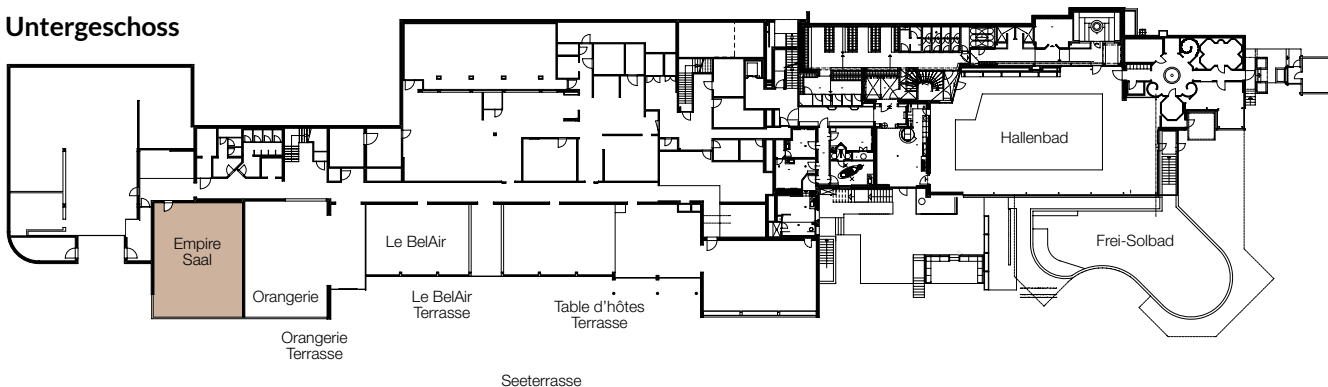 Untergeschoss
Hallenbad
Empire
Saal
Le BelAir
Frei-Solbad
Orangerie
Le BelAir
Terrasse
Table d'hôtes
Terrasse
Orangerie
Terrasse
Seeterrasse